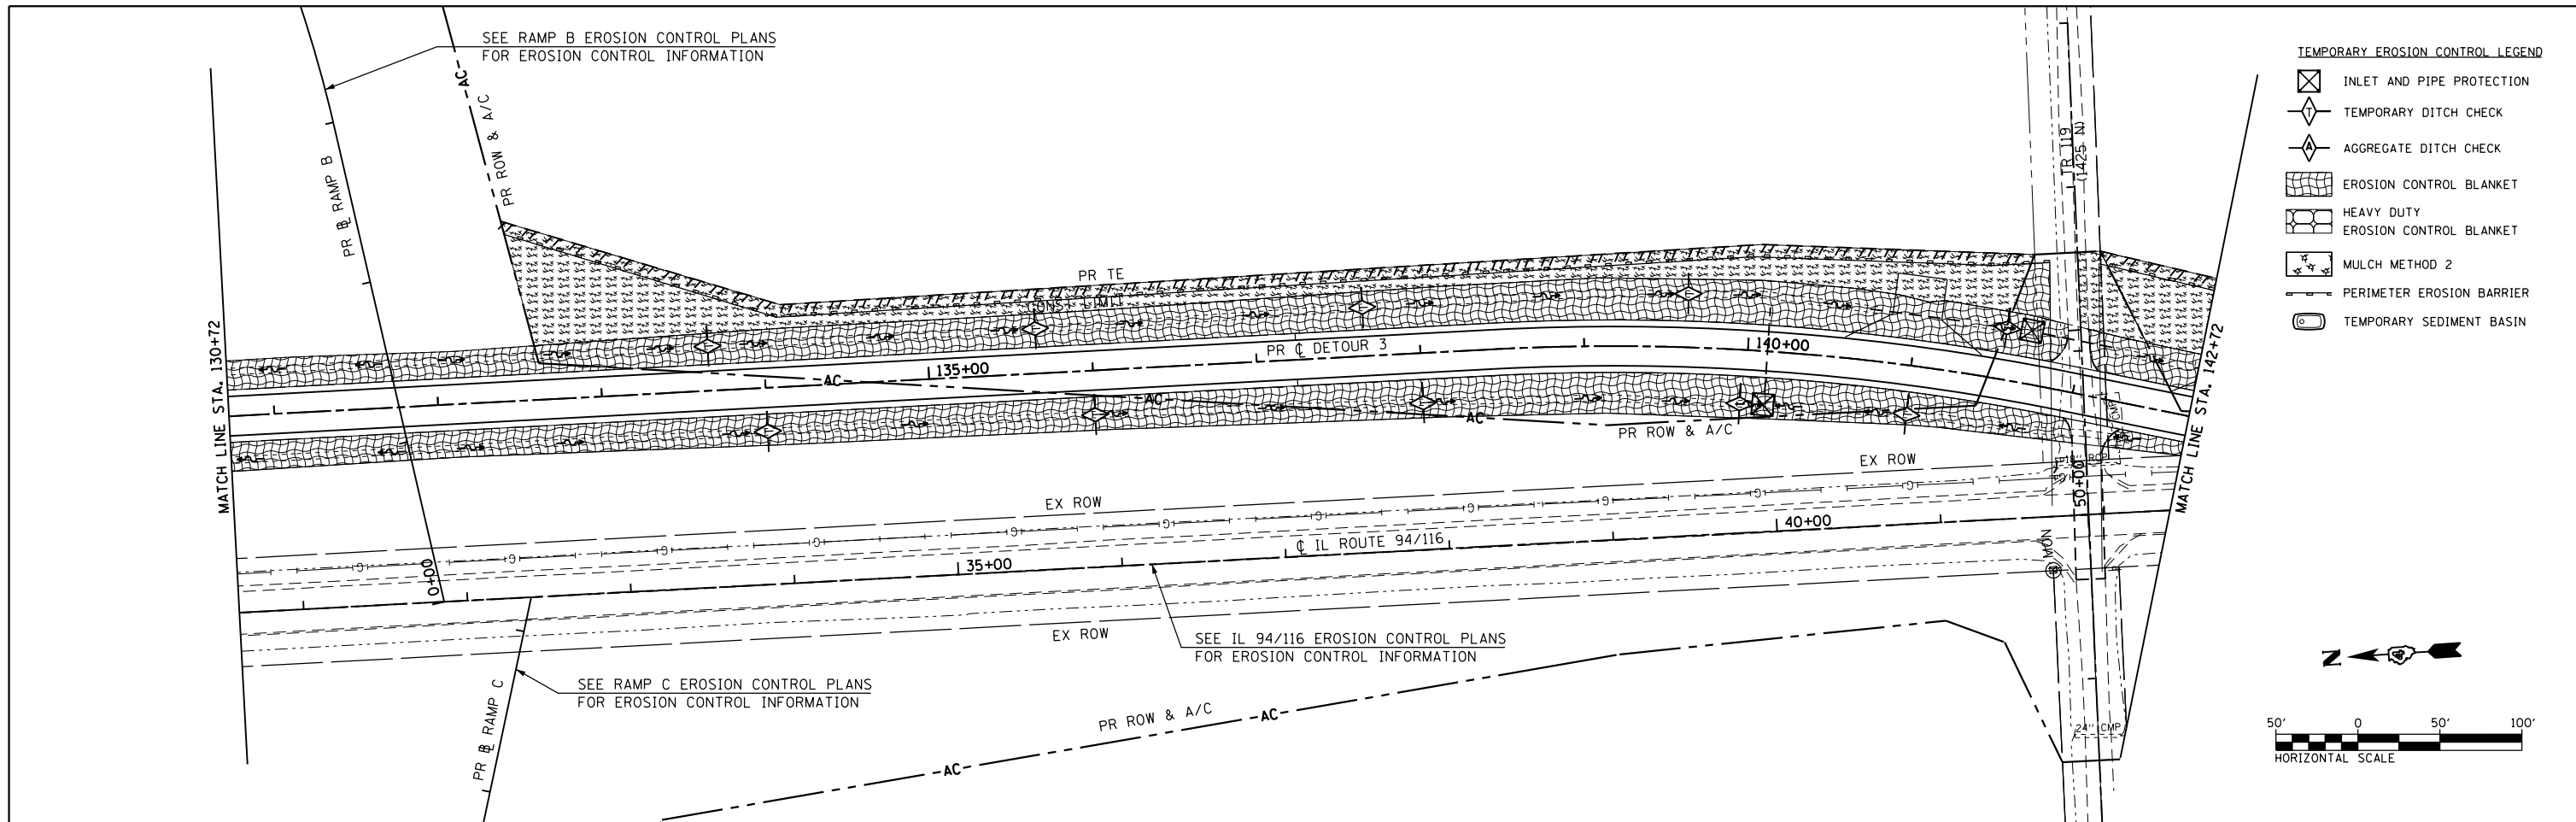 SEE RAMP B EROSION CONTROL PLANS
FOR EROSION CONTROL INFORMATION
AC
PR ROW & A/C
PR ℄ RAMP B
MATCH LINE STA. 130+72
PR TE
CONST LIMIT
PR ℄ DETOUR 3
135+00
140+00
AC
AC
AC
PR ROW & A/C
TR 119
(1425 N)
MATCH LINE STA. 142+72
EX ROW
EX ROW
18" RCP
CMP
50+00
0+00
35+00
℄ IL ROUTE 94/116
40+00
MON
EX ROW
SEE IL 94/116 EROSION CONTROL PLANS
FOR EROSION CONTROL INFORMATION
SEE RAMP C EROSION CONTROL PLANS
FOR EROSION CONTROL INFORMATION
PR ℄ RAMP C
PR ROW & A/C
AC
AC
24" CMP
TEMPORARY EROSION CONTROL LEGEND
INLET AND PIPE PROTECTION
T
TEMPORARY DITCH CHECK
A
AGGREGATE DITCH CHECK
EROSION CONTROL BLANKET
HEAVY DUTY
EROSION CONTROL BLANKET
MULCH METHOD 2
PERIMETER EROSION BARRIER
TEMPORARY SEDIMENT BASIN
N
50' 0 50' 100'
HORIZONTAL SCALE